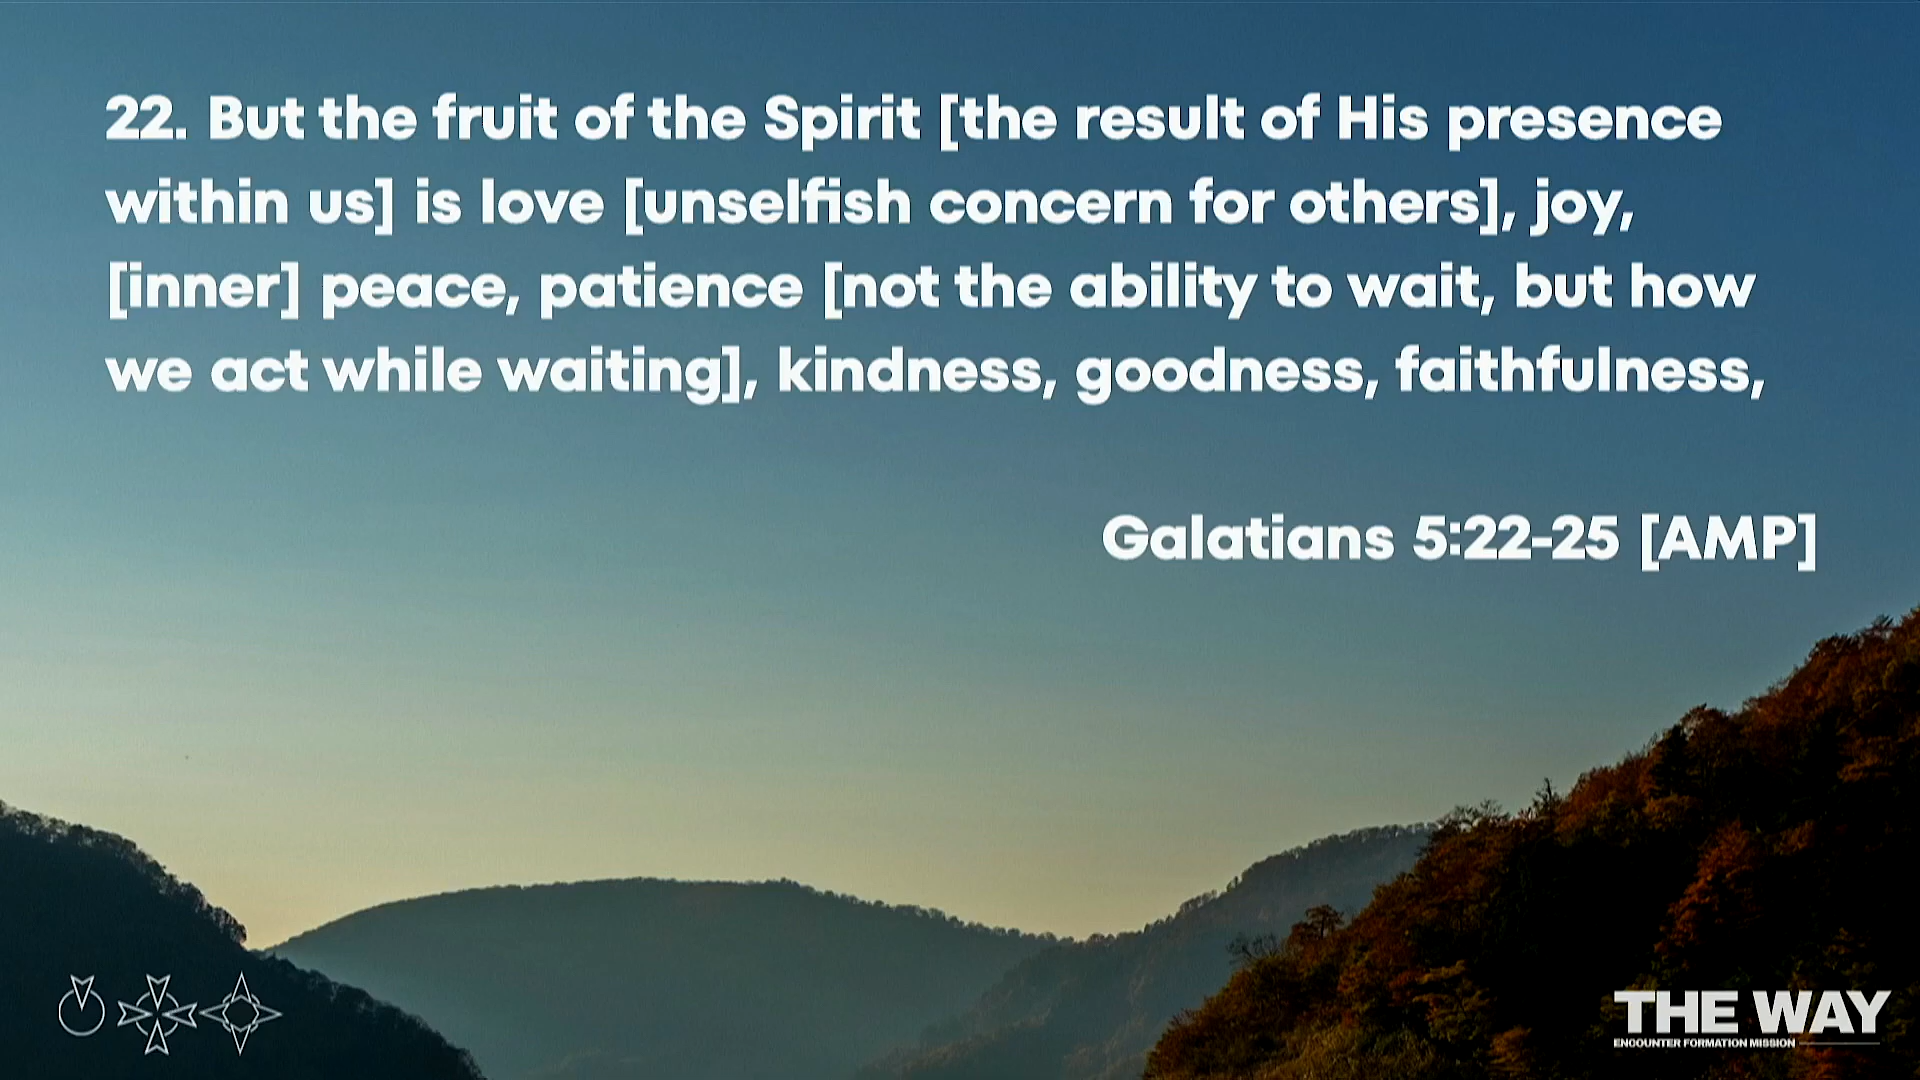 22. But the fruit of the Spirit [the result of His presence
within us] is love [unselfish concern for others], joy,
[inner] peace, patience [not the ability to wait, but how
we act while waiting], kindness, goodness, faithfulness,
Galatians 5:22-25 [AMP]
THE WAY
ENCOUNTER FORMATION MISSION